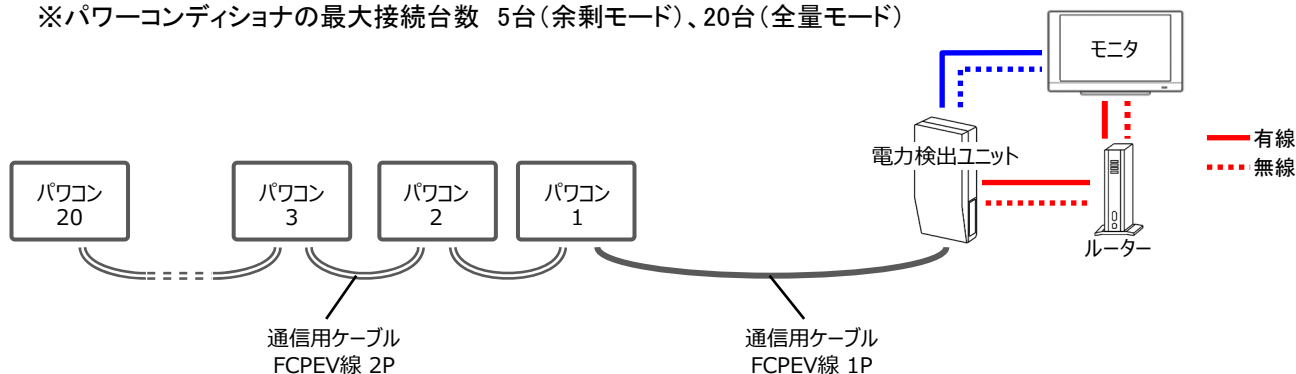 ※パワーコンディショナの最大接続台数 5台(余剰モード)、20台(全量モード)
モニタ
電力検出ユニット
有線
無線
パワコン
20
パワコン
3
パワコン
2
パワコン
1
ルーター
通信用ケーブル
FCPEV線 2P
通信用ケーブル
FCPEV線 1P